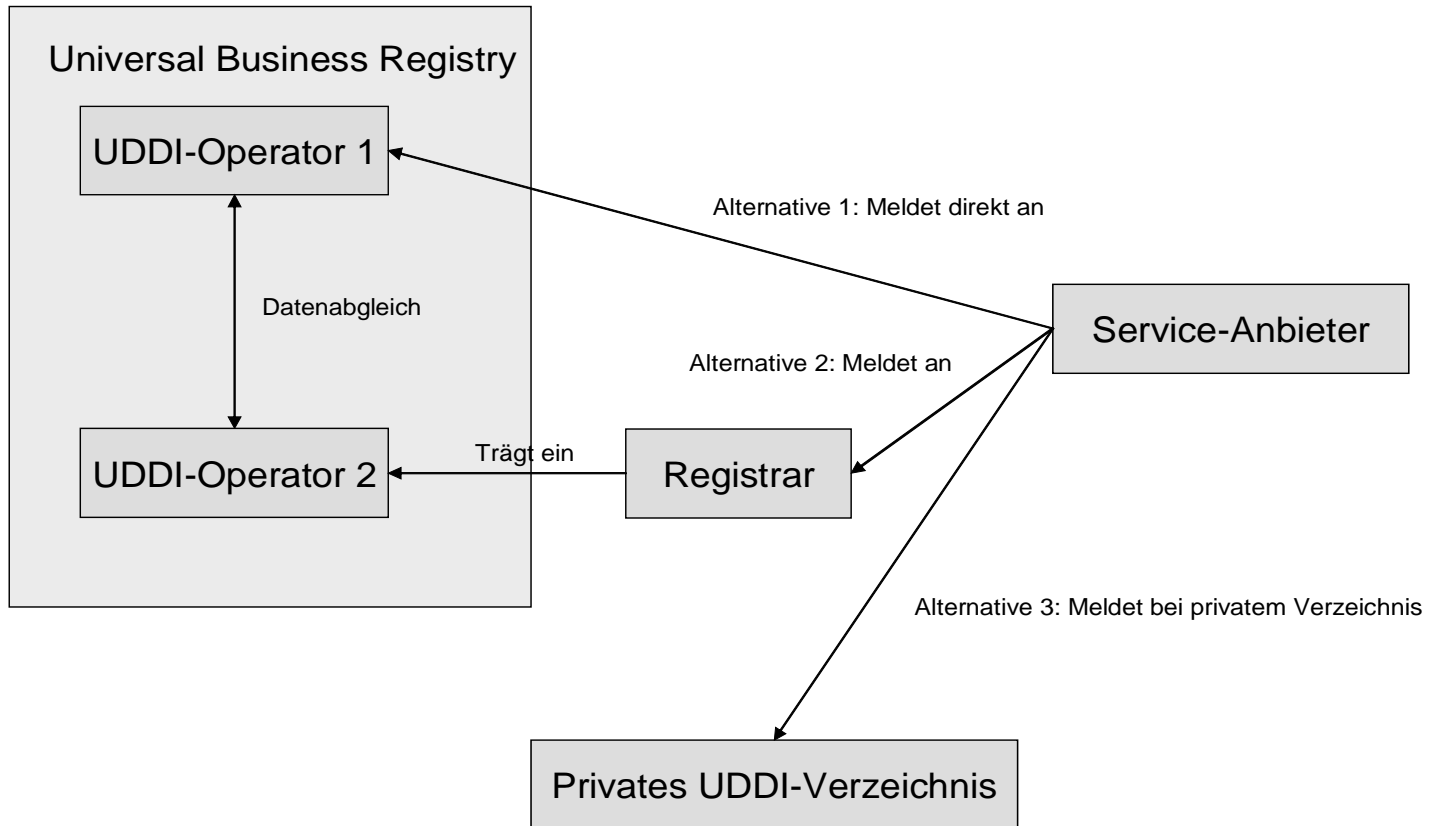 Universal Business Registry
UDDI-Operator 1
Alternative 1: Meldet direkt an
Datenabgleich
Service-Anbieter
Alternative 2: Meldet an
UDDI-Operator 2
Trägt ein
Registrar
Alternative 3: Meldet bei privatem Verzeichnis
Privates UDDI-Verzeichnis